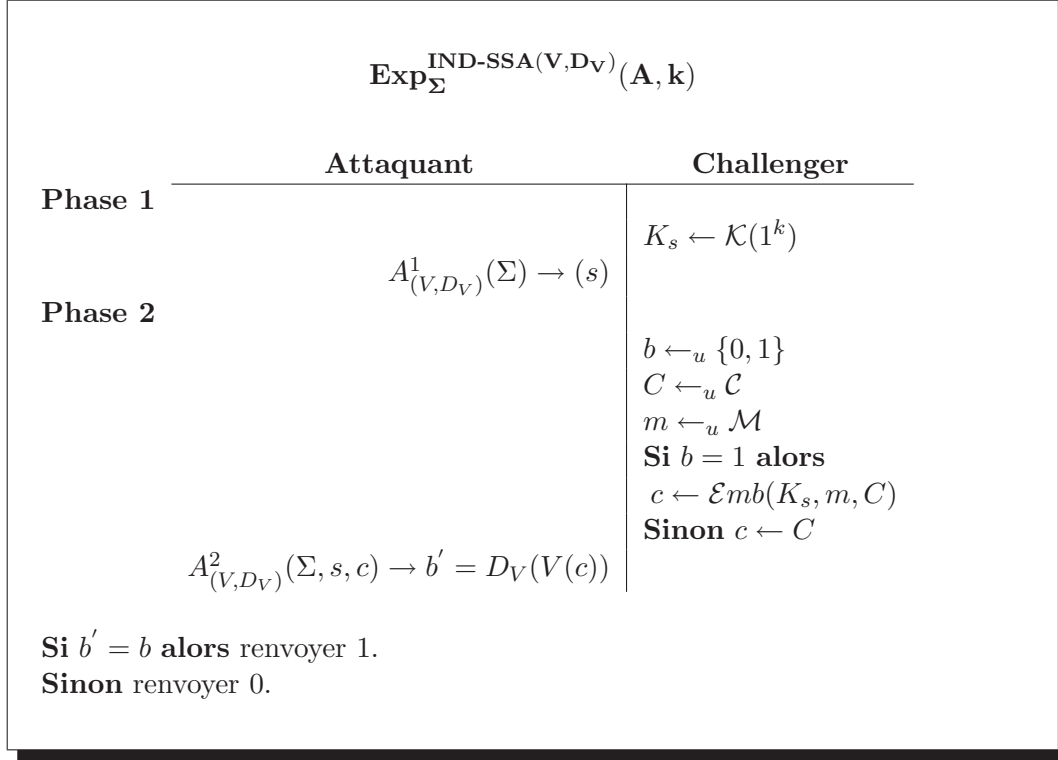 Exp_Σ^{IND-SSA(V,D_V)}(A, k)
Attaquant Challenger
Phase 1
K_s ← 𝒦(1^k)
A^1_{(V,D_V)}(Σ) → (s)
Phase 2
b ←_u {0, 1}
C ←_u 𝒞
m ←_u ℳ
Si b = 1 alors
c ← ℰmb(K_s, m, C)
Sinon c ← C
A^2_{(V,D_V)}(Σ, s, c) → b′ = D_V(V(c))
Si b′ = b alors renvoyer 1.
Sinon renvoyer 0.